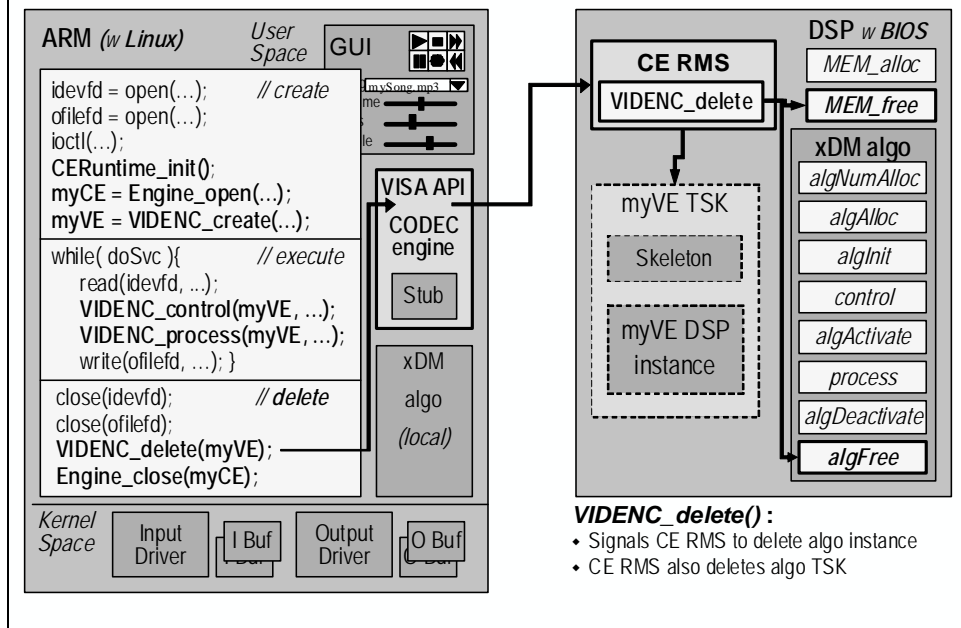 ARM (w Linux)
User
Space
GUI
mySong.mp3
me
s
le
idevfd = open(…); // create
ofilefd = open(…);
ioctl(…);
CERuntime_init();
myCE = Engine_open(…);
myVE = VIDENC_create(…);
while( doSvc ){ // execute
read(idevfd, ...);
VIDENC_control(myVE, …);
VIDENC_process(myVE, …);
write(ofilefd, …); }
close(idevfd); // delete
close(ofilefd);
VIDENC_delete(myVE);
Engine_close(myCE);
VISA API
CODEC
engine
Stub
xDM
algo
(local)
Kernel
Space
Input
Driver
I Buf
Output
Driver
O Buf
DSP w BIOS
CE RMS
VIDENC_delete
MEM_alloc
MEM_free
myVE TSK
Skeleton
myVE DSP
instance
xDM algo
algNumAlloc
algAlloc
algInit
control
algActivate
process
algDeactivate
algFree
VIDENC_delete() :
◆ Signals CE RMS to delete algo instance
◆ CE RMS also deletes algo TSK